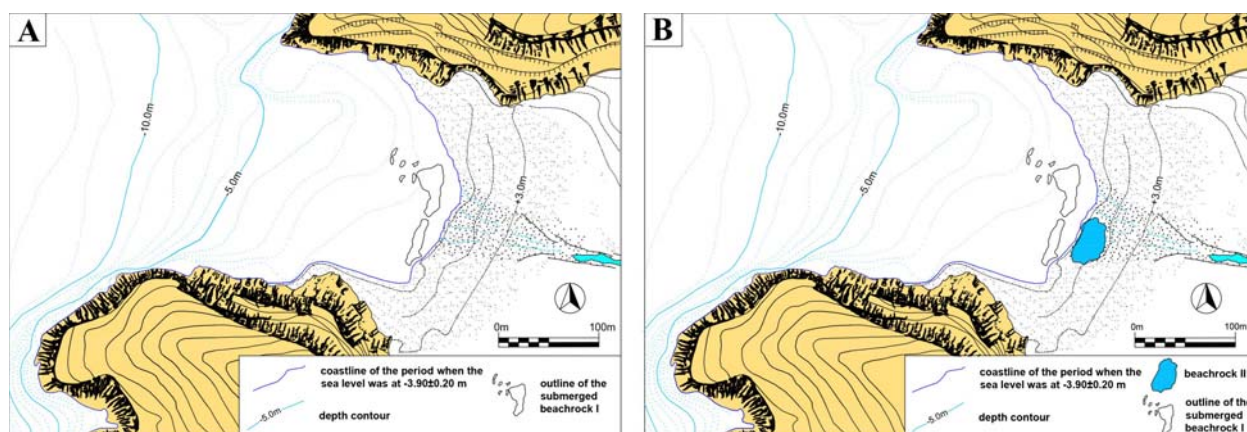 A
-10.0m
-5.0m
+3.0m
0m 100m
coastline of the period when the
sea level was at -3.90±0.20 m
-5.0m
depth contour
outline of the
submerged
beachrock I
B
-10.0m
-5.0m
+3.0m
0m 100m
coastline of the period when the
sea level was at -3.90±0.20 m
-5.0m
depth contour
beachrock II
outline of the
submerged
beachrock I